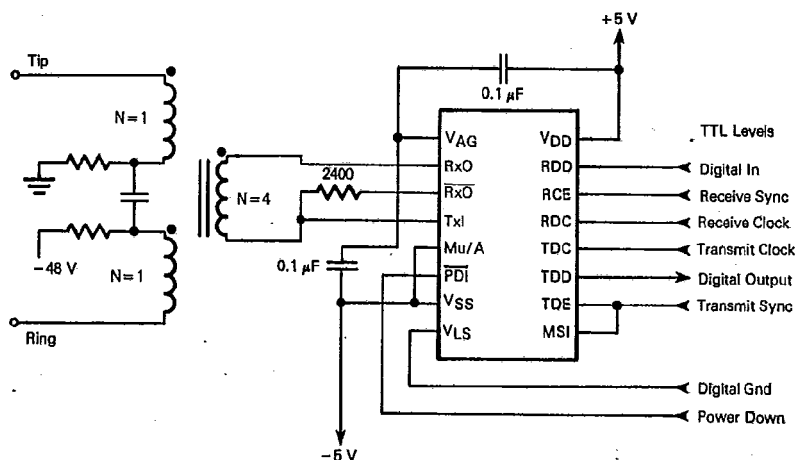 +5 V
Tip
N=1
0.1 µF
TTL Levels
VAG
VDD
RxO
RDD
Digital In
2400
RxO
RCE
Receive Sync
N=4
TxI
RDC
Receive Clock
Mu/A
TDC
Transmit Clock
-48 V
N=1
0.1 µF
PDI
TDD
Digital Output
VSS
TDE
Transmit Sync
Ring
VLS
MSI
Digital Gnd
Power Down
-5 V